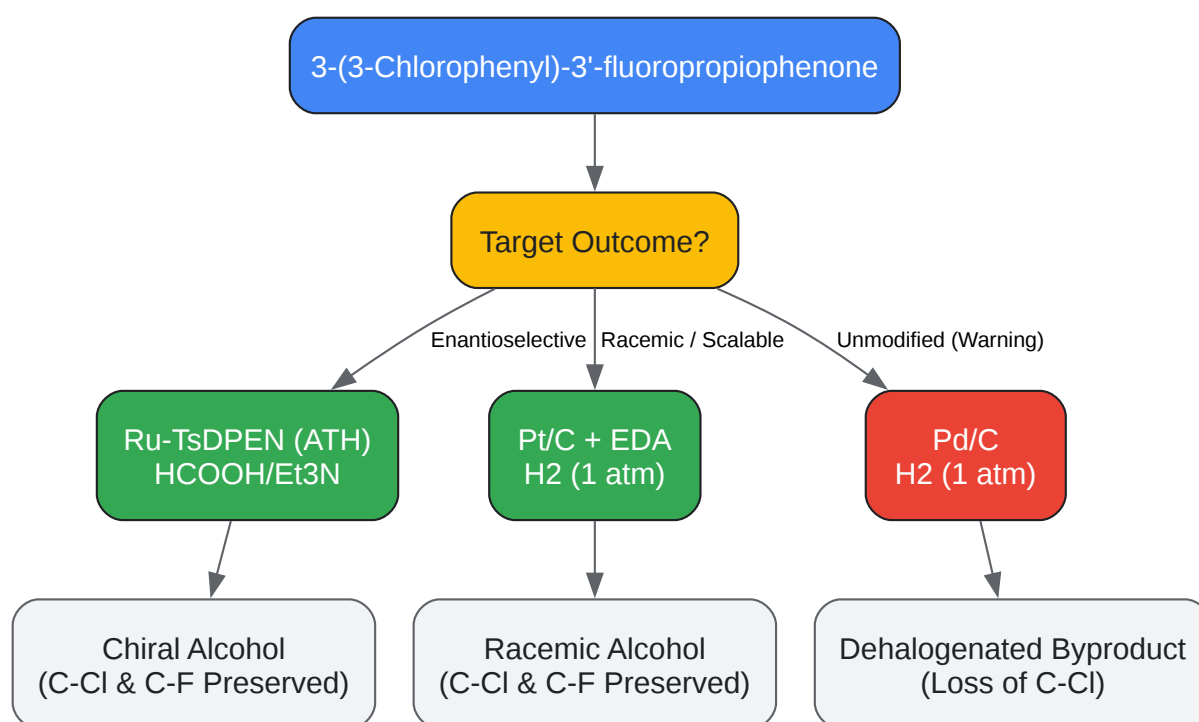 3-(3-Chlorophenyl)-3'-fluoropropiophenone
Target Outcome?
Enantioselective
Racemic / Scalable
Unmodified (Warning)
Ru-TsDPEN (ATH)
HCOOH/Et3N
Pt/C + EDA
H2 (1 atm)
Pd/C
H2 (1 atm)
Chiral Alcohol
(C-Cl & C-F Preserved)
Racemic Alcohol
(C-Cl & C-F Preserved)
Dehalogenated Byproduct
(Loss of C-Cl)